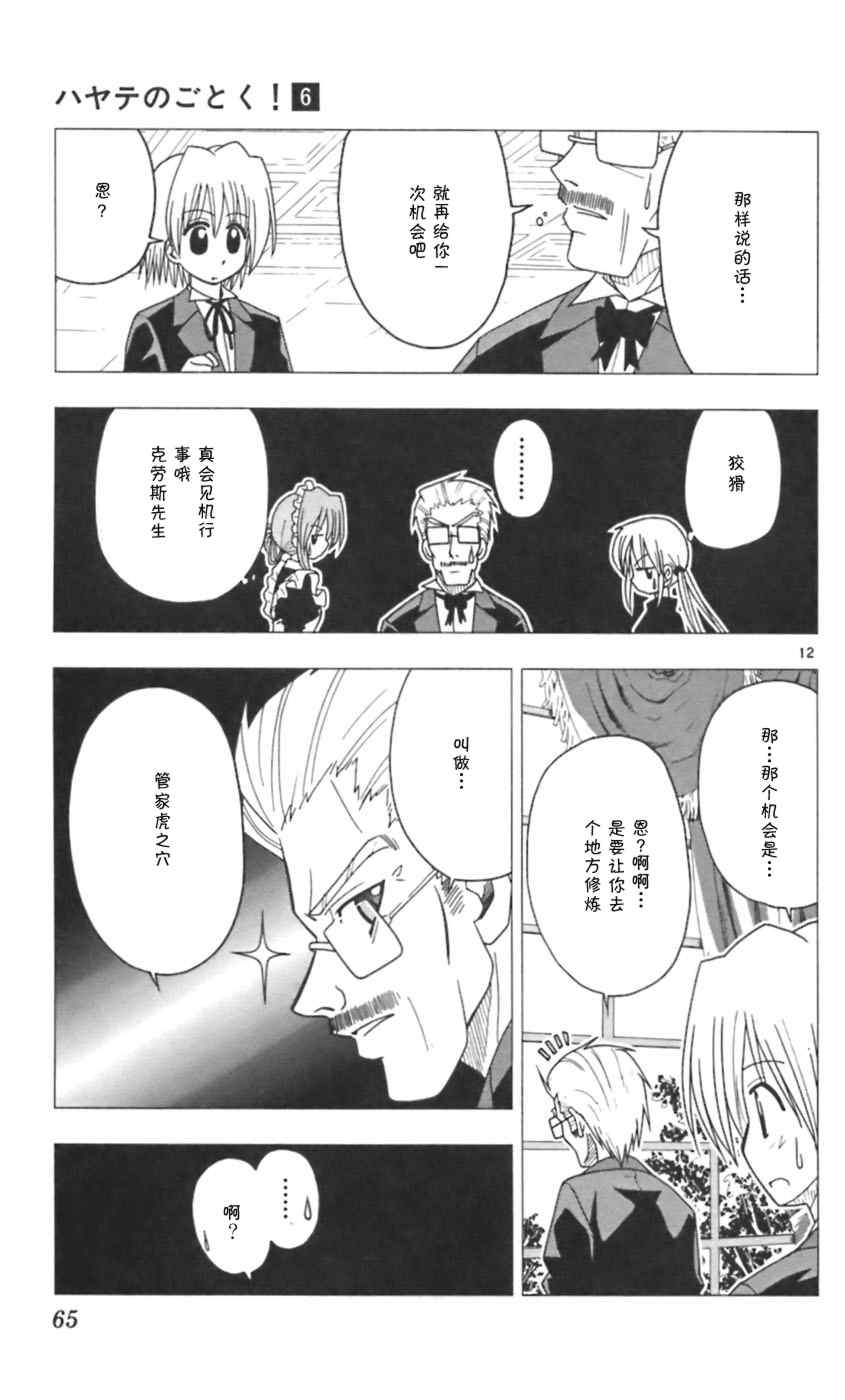 ハヤテのごとく！ 6
那样说的话…
就再给你一
次机会吧
恩？
狡猾
………
真会见机行
事哦
克劳斯先生
12
那…那个机会是…
恩？啊啊…
是要让你去
个地方修炼
叫做…
管家虎之穴
……
啊？
65